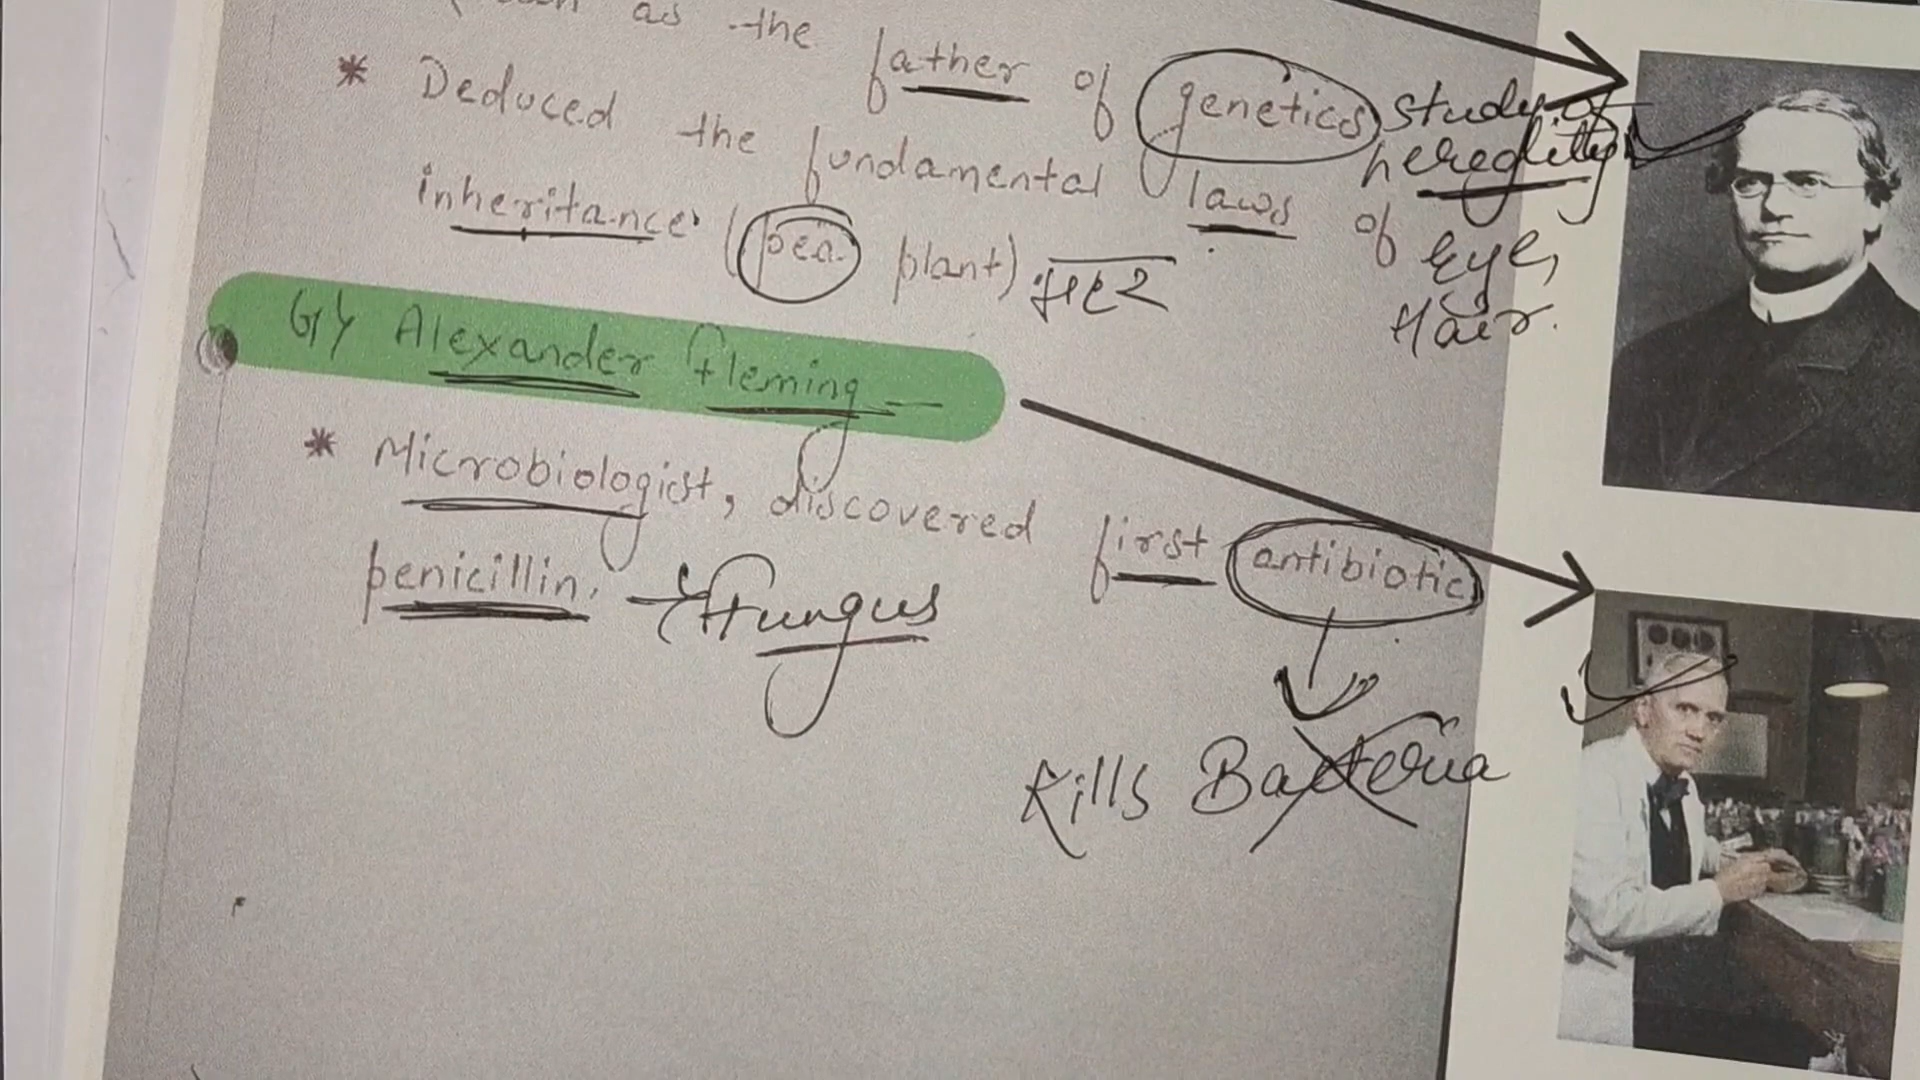 as the father of genetics study of
heredity
* Deduced the fundamental laws of
Eye,
inheritance. (pea plant) मटर
Hair.
6) Alexander fleming —
* Microbiologist, discovered first antibiotic
penicillin. → Fungus
Kills Bacteria